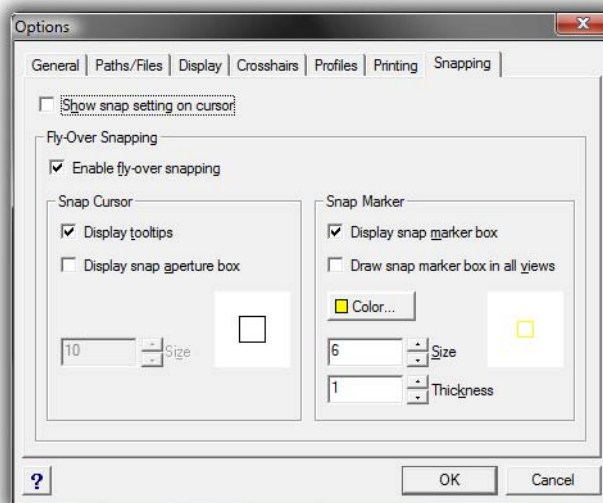 Options
General Paths/Files Display Crosshairs Profiles Printing Snapping
Show snap setting on cursor
Fly-Over Snapping
Enable fly-over snapping
Snap Cursor
Display tooltips
Display snap aperture box
10 Size
Snap Marker
Display snap marker box
Draw snap marker box in all views
Color...
6 Size
1 Thickness
? OK Cancel